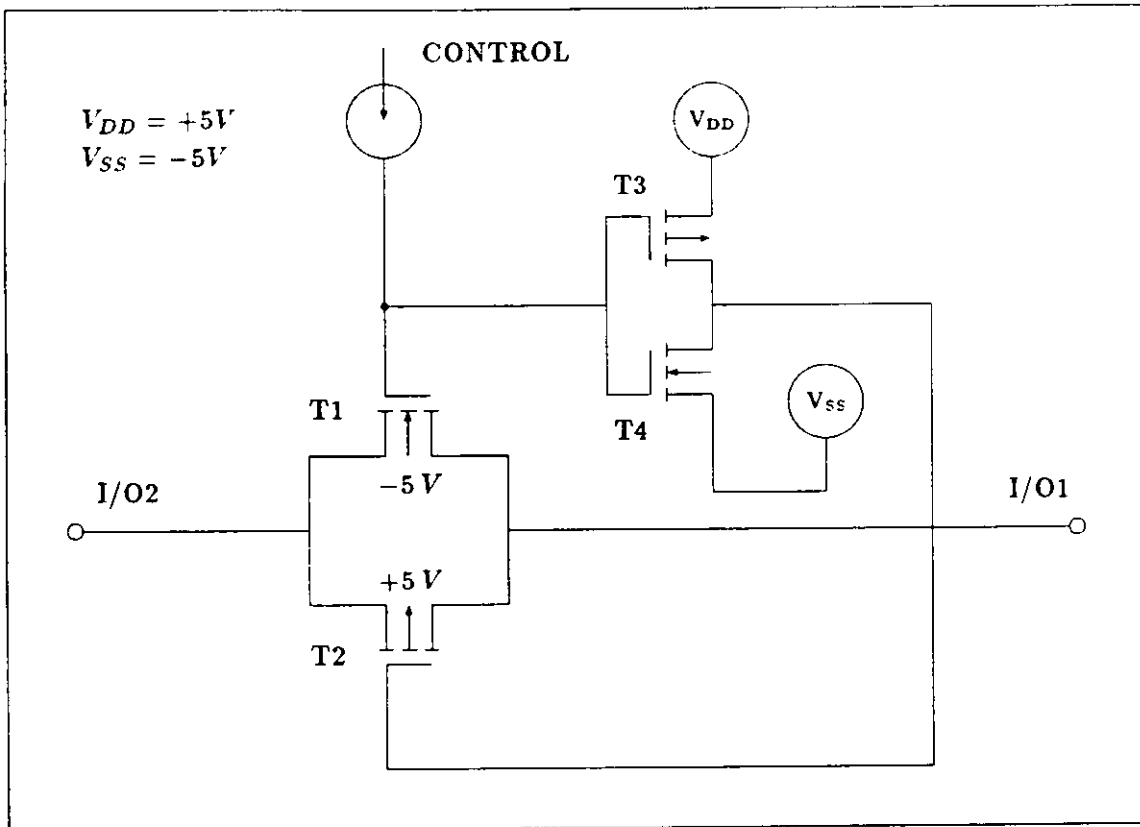 CONTROL
V_DD = +5V
V_SS = −5V
V_DD
T3
T4
V_SS
T1
−5 V
I/O2
I/O1
+5 V
T2